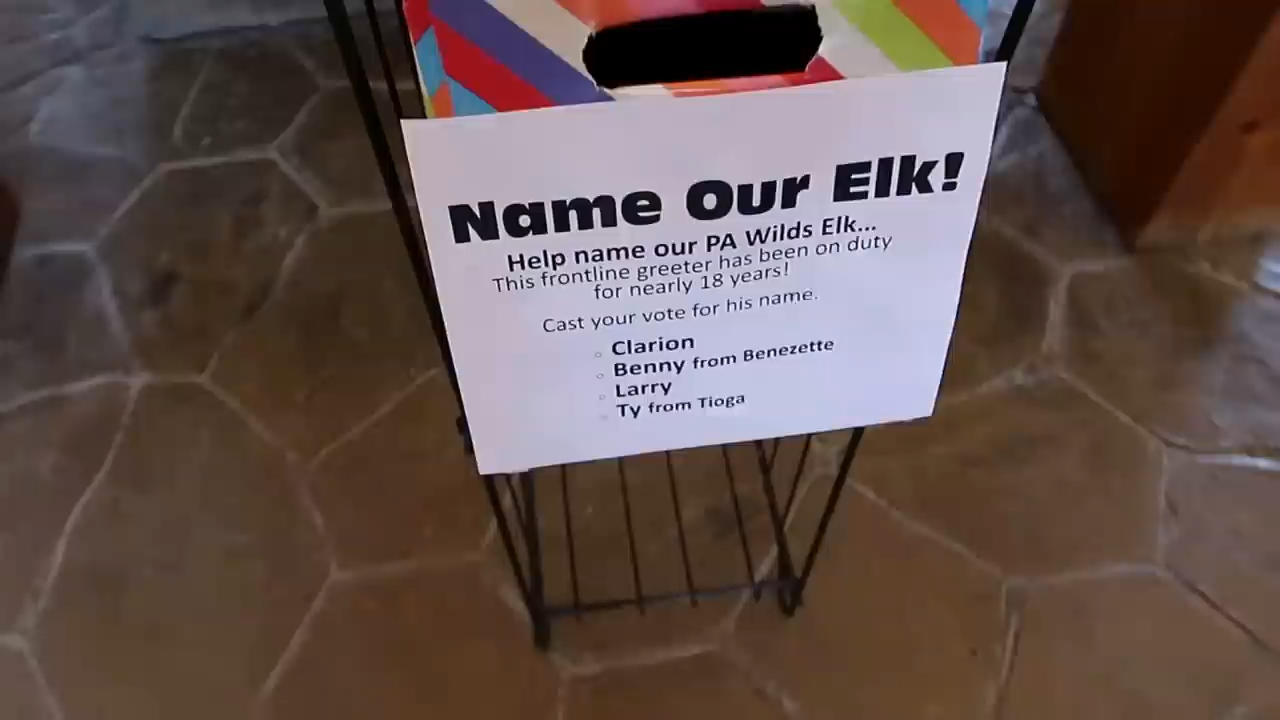 Name Our Elk!
Help name our PA Wilds Elk...
This frontline greeter has been on duty
for nearly 18 years!
Cast your vote for his name.
Clarion
Benny from Benezette
Larry
Ty from Tioga